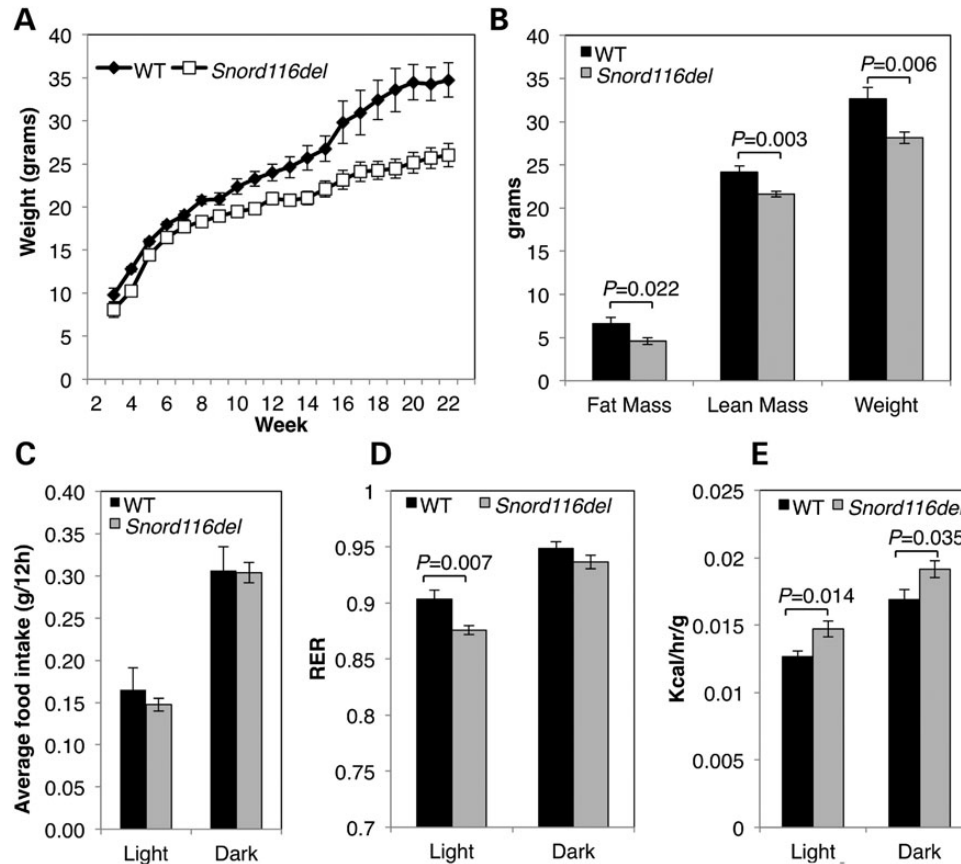 A
WT Snord116del
Weight (grams)
40
35
30
25
20
15
10
5
0
2 4 6 8 10 12 14 16 18 20 22
Week
B
WT
Snord116del
grams
40
35
30
25
20
15
10
5
0
P=0.022
P=0.003
P=0.006
Fat Mass Lean Mass Weight
C
WT
Snord116del
Average food intake (g/12h)
0.40
0.35
0.30
0.25
0.20
0.15
0.10
0.05
0.00
Light Dark
D
WT Snord116del
RER
1
0.95
0.9
0.85
0.8
0.75
0.7
P=0.007
Light Dark
E
WT Snord116del
Kcal/hr/g
0.025
0.02
0.015
0.01
0.005
0
P=0.014
P=0.035
Light Dark